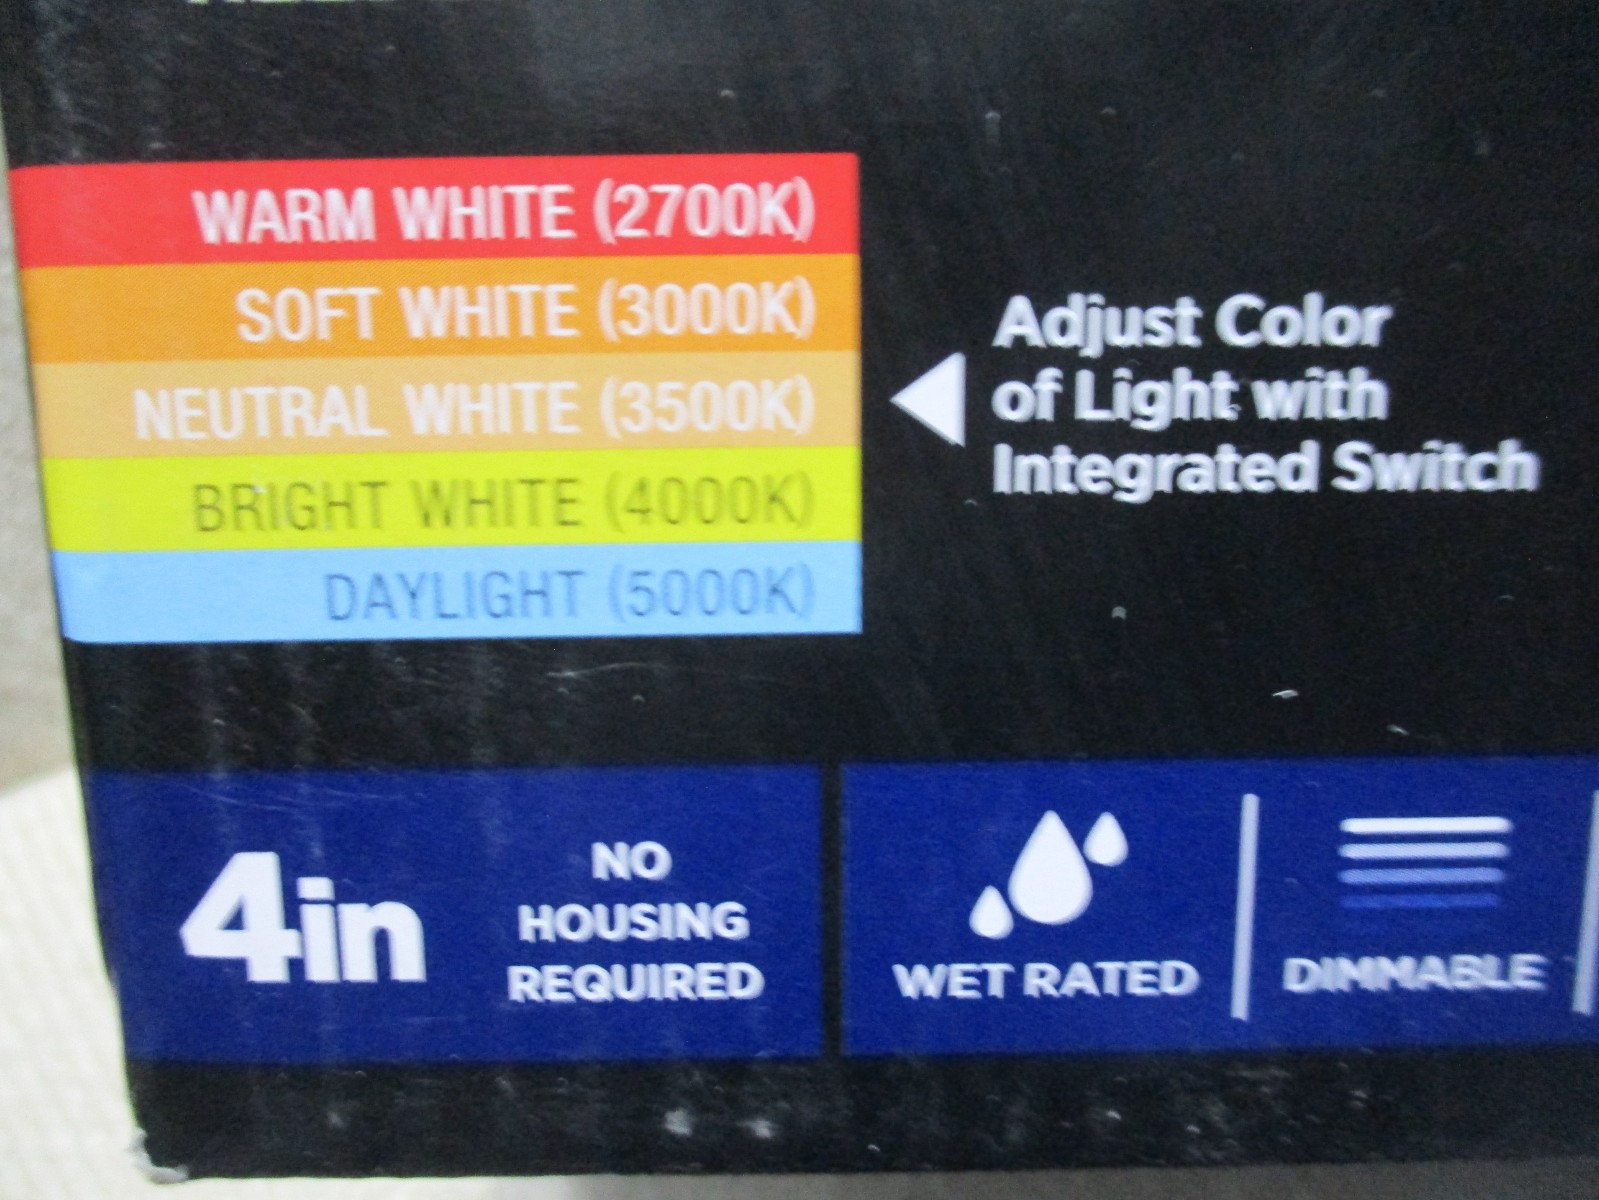 WARM WHITE (2700K)
SOFT WHITE (3000K)
NEUTRAL WHITE (3500K)
BRIGHT WHITE (4000K)
DAYLIGHT (5000K)
Adjust Color
of Light with
Integrated Switch
4in
NO
HOUSING
REQUIRED
WET RATED
DIMMABLE